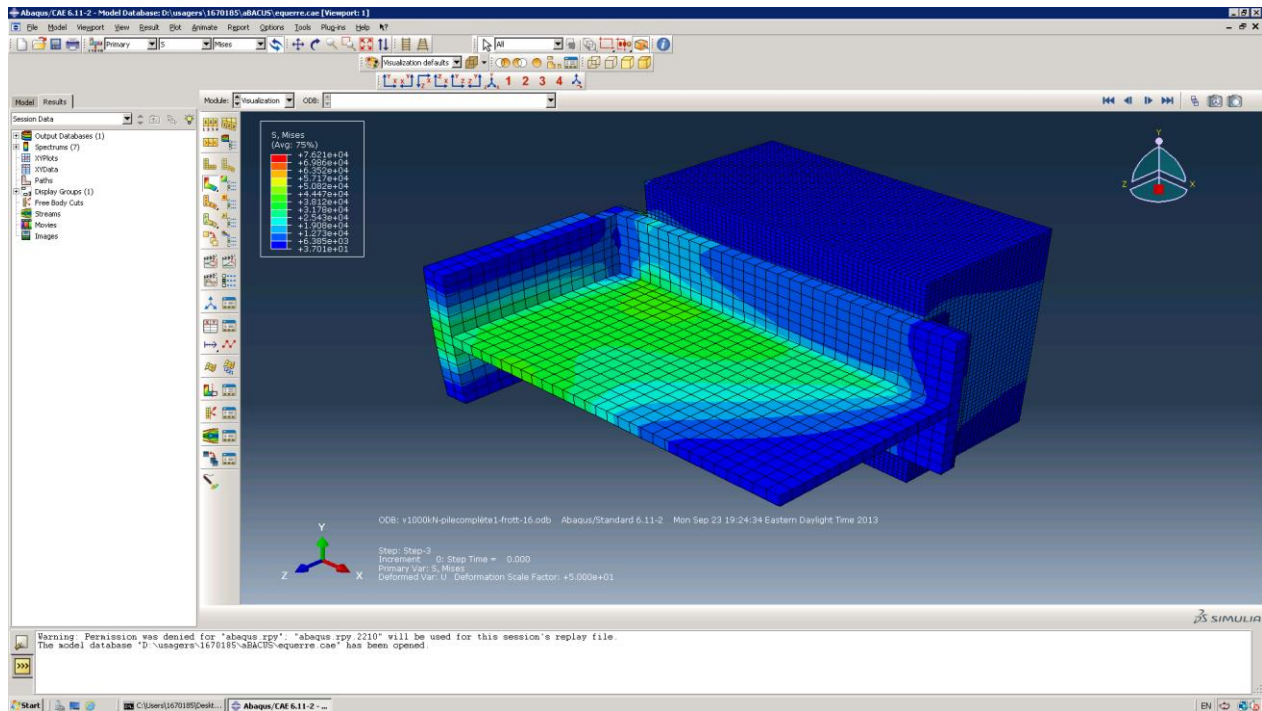 Abaqus/CAE 6.11-2 - Model Database: D:\usagers\1670185\aBACUS\equerre.cae [Viewport: 1]
File Model Viewport View Result Plot Animate Report Options Tools Plug-ins Help
Primary S Mises All
Visualization defaults
1 2 3 4
Model Results Module: Visualization ODB:
Session Data
Output Databases (1)
Spectrums (7)
XYPlots
XYData
Paths
Display Groups (1)
Free Body Cuts
Streams
Movies
Images
S, Mises
(Avg: 75%)
+7.621e+04
+6.986e+04
+6.352e+04
+5.717e+04
+5.082e+04
+4.447e+04
+3.812e+04
+3.178e+04
+2.543e+04
+1.908e+04
+1.273e+04
+6.385e+03
+3.701e+01
Y
Z X
ODB: v1000kN-pilecomplète1-frott-16.odb Abaqus/Standard 6.11-2 Mon Sep 23 19:24:34 Eastern Daylight Time 2013
Y
Z X
Step: Step-3
Increment 0: Step Time = 0.000
Primary Var: S, Mises
Deformed Var: U Deformation Scale Factor: +5.000e+01
SIMULIA
Warning: Permission was denied for "abaqus.rpy"; "abaqus.rpy.2210" will be used for this session's replay file.
The model database "D:\usagers\1670185\aBACUS\equerre.cae" has been opened.
>>>
Start C:\Users\1670185\Deskt... Abaqus/CAE 6.11-2 - ... EN